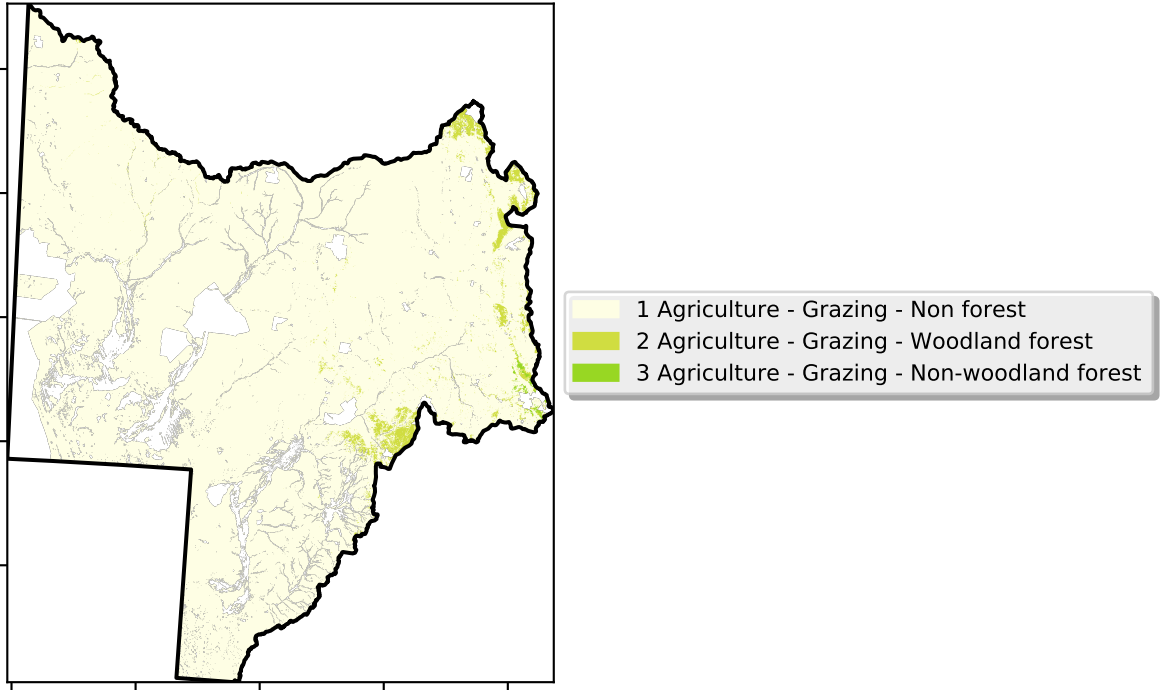 1 Agriculture - Grazing - Non forest
2 Agriculture - Grazing - Woodland forest
3 Agriculture - Grazing - Non-woodland forest